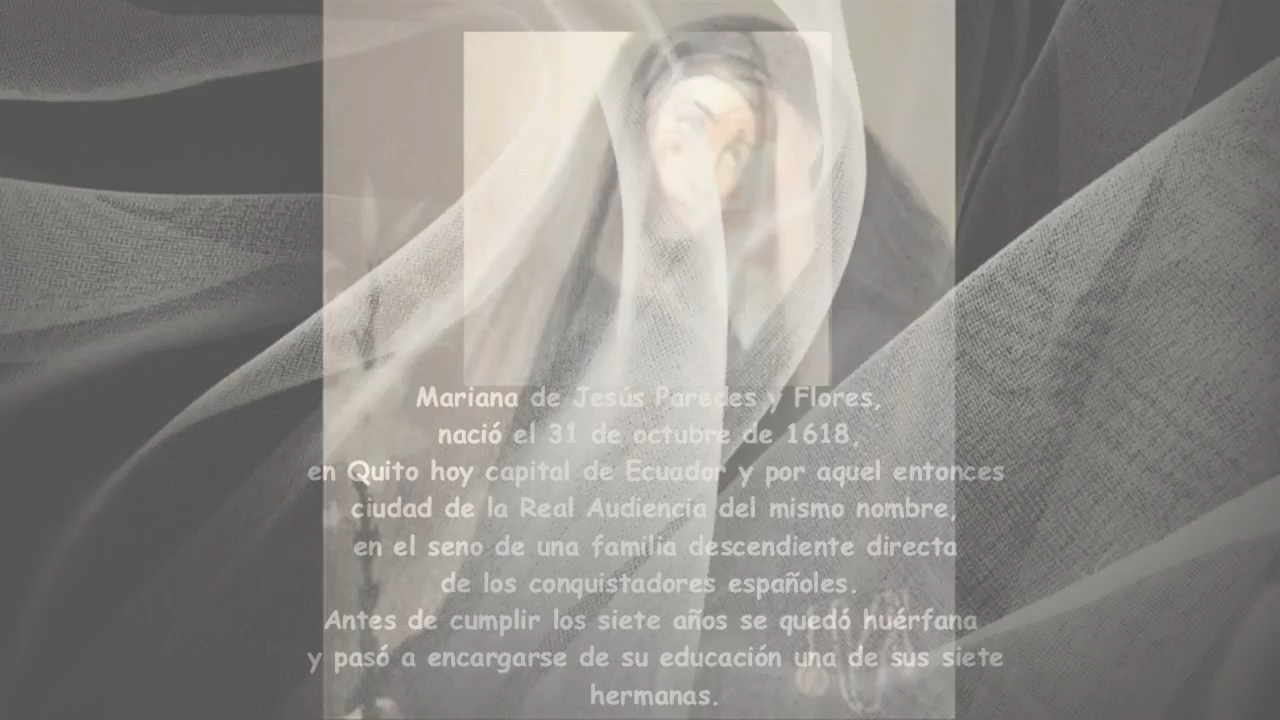 Mariana de Jesús Paredes y Flores,
nació el 31 de octubre de 1618,
en Quito hoy capital de Ecuador y por aquel entonces
ciudad de la Real Audiencia del mismo nombre,
en el seno de una familia descendiente directa
de los conquistadores españoles.
Antes de cumplir los siete años se quedó huérfana
y pasó a encargarse de su educación una de sus siete
hermanas.